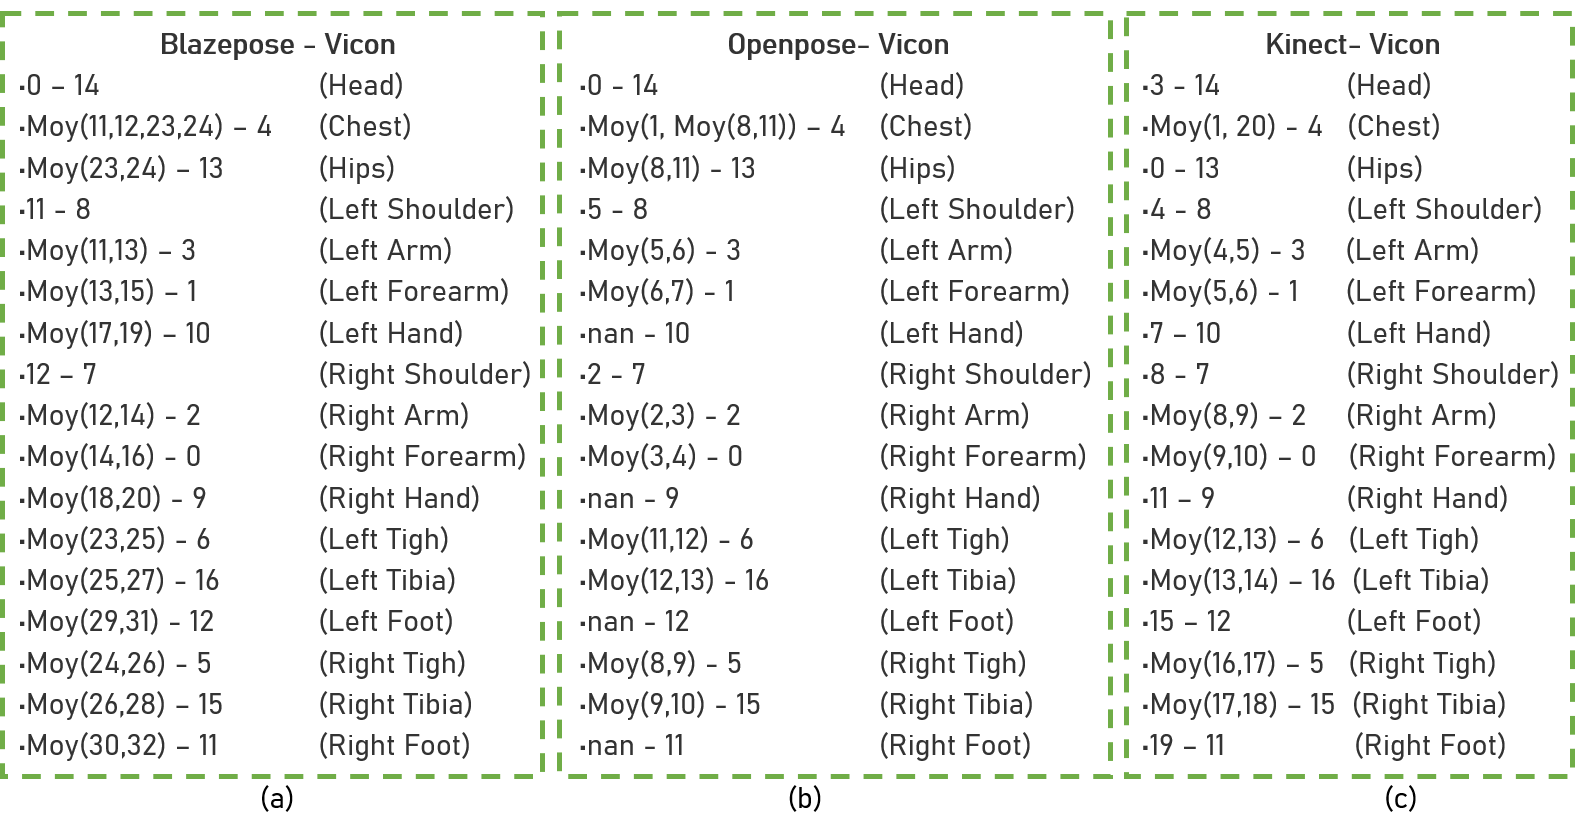 Blazepose - Vicon
·0 – 14 (Head)
·Moy(11,12,23,24) – 4 (Chest)
·Moy(23,24) – 13 (Hips)
·11 - 8 (Left Shoulder)
·Moy(11,13) – 3 (Left Arm)
·Moy(13,15) – 1 (Left Forearm)
·Moy(17,19) – 10 (Left Hand)
·12 – 7 (Right Shoulder)
·Moy(12,14) - 2 (Right Arm)
·Moy(14,16) - 0 (Right Forearm)
·Moy(18,20) - 9 (Right Hand)
·Moy(23,25) - 6 (Left Tigh)
·Moy(25,27) - 16 (Left Tibia)
·Moy(29,31) - 12 (Left Foot)
·Moy(24,26) - 5 (Right Tigh)
·Moy(26,28) – 15 (Right Tibia)
·Moy(30,32) – 11 (Right Foot)
(a)
Openpose- Vicon
·0 - 14 (Head)
·Moy(1, Moy(8,11)) – 4 (Chest)
·Moy(8,11) - 13 (Hips)
·5 - 8 (Left Shoulder)
·Moy(5,6) - 3 (Left Arm)
·Moy(6,7) - 1 (Left Forearm)
·nan - 10 (Left Hand)
·2 - 7 (Right Shoulder)
·Moy(2,3) - 2 (Right Arm)
·Moy(3,4) - 0 (Right Forearm)
·nan - 9 (Right Hand)
·Moy(11,12) - 6 (Left Tigh)
·Moy(12,13) - 16 (Left Tibia)
·nan - 12 (Left Foot)
·Moy(8,9) - 5 (Right Tigh)
·Moy(9,10) - 15 (Right Tibia)
·nan - 11 (Right Foot)
(b)
Kinect- Vicon
·3 - 14 (Head)
·Moy(1, 20) - 4 (Chest)
·0 - 13 (Hips)
·4 - 8 (Left Shoulder)
·Moy(4,5) - 3 (Left Arm)
·Moy(5,6) - 1 (Left Forearm)
·7 – 10 (Left Hand)
·8 - 7 (Right Shoulder)
·Moy(8,9) – 2 (Right Arm)
·Moy(9,10) – 0 (Right Forearm)
·11 – 9 (Right Hand)
·Moy(12,13) – 6 (Left Tigh)
·Moy(13,14) – 16 (Left Tibia)
·15 – 12 (Left Foot)
·Moy(16,17) – 5 (Right Tigh)
·Moy(17,18) – 15 (Right Tibia)
·19 – 11 (Right Foot)
(c)